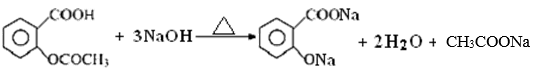 COOH
OCOCH₃
+ 3NaOH
COONa
ONa
+ 2H₂O + CH₃COONa